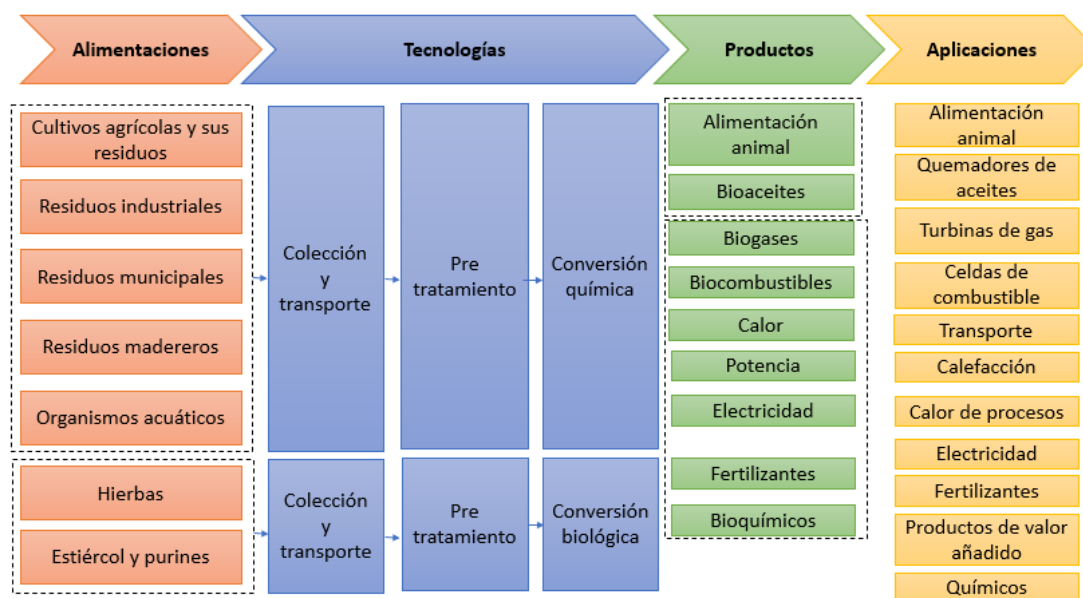 Alimentaciones
Tecnologías
Productos
Aplicaciones
Cultivos agrícolas y sus
residuos
Residuos industriales
Residuos municipales
Residuos madereros
Organismos acuáticos
Hierbas
Estiércol y purines
Colección
y
transporte
Pre
tratamiento
Conversión
química
Colección
y
transporte
Pre
tratamiento
Conversión
biológica
Alimentación
animal
Bioaceites
Biogases
Biocombustibles
Calor
Potencia
Electricidad
Fertilizantes
Bioquímicos
Alimentación
animal
Quemadores de
aceites
Turbinas de gas
Celdas de
combustible
Transporte
Calefacción
Calor de procesos
Electricidad
Fertilizantes
Productos de valor
añadido
Químicos